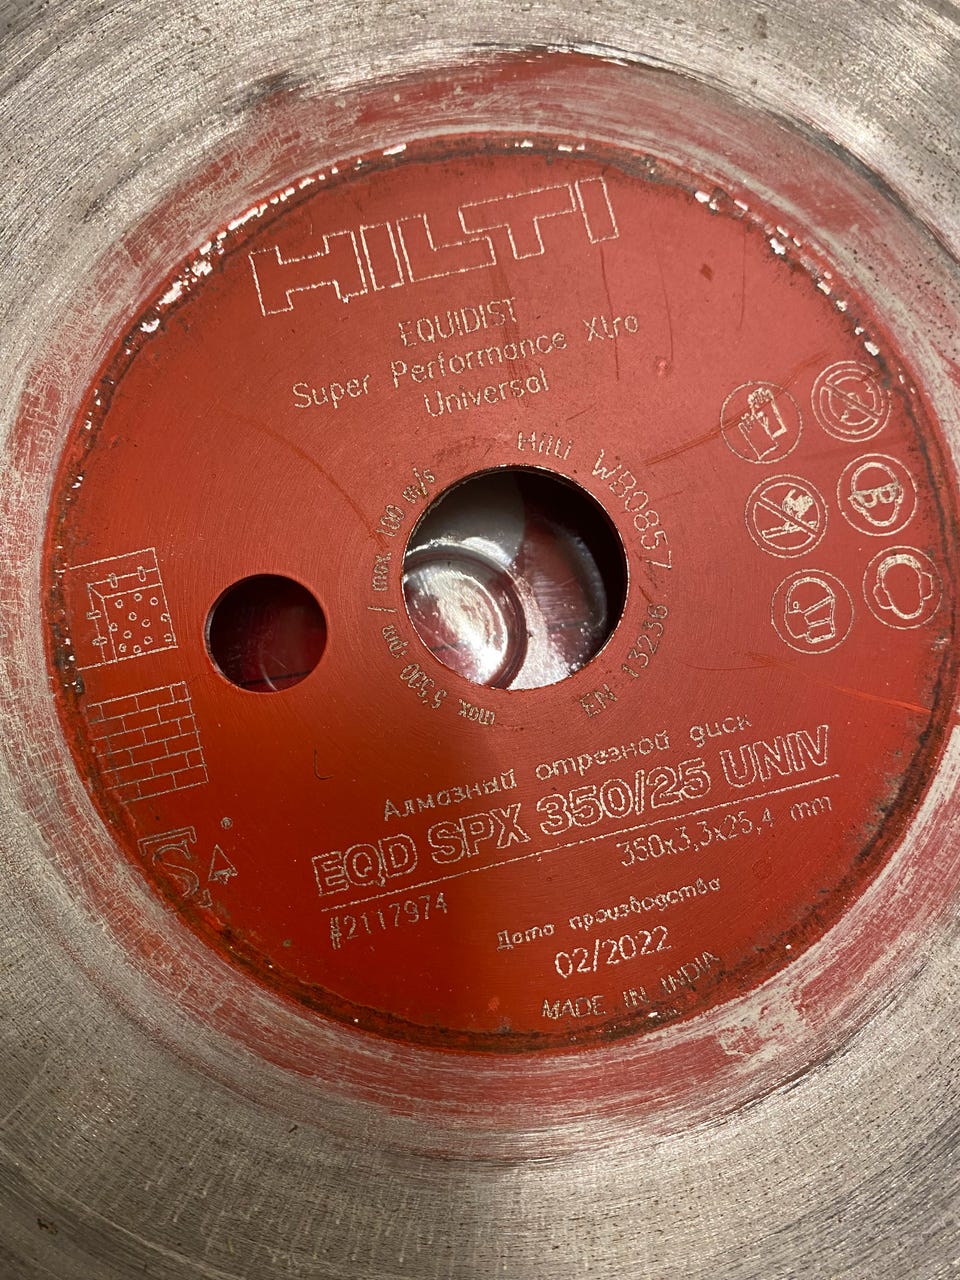 HILTI
EQUIDIST
Super Performance Xtra
Universal
Hilti WB0857
max. 5'500 rpm / max. 100 m/s
EN 13236
Алмазный отрезной диск
EQD SPX 350/25 UNIV
350x3,3x25,4 mm
#2117974
Дата производства
02/2022
MADE IN INDIA